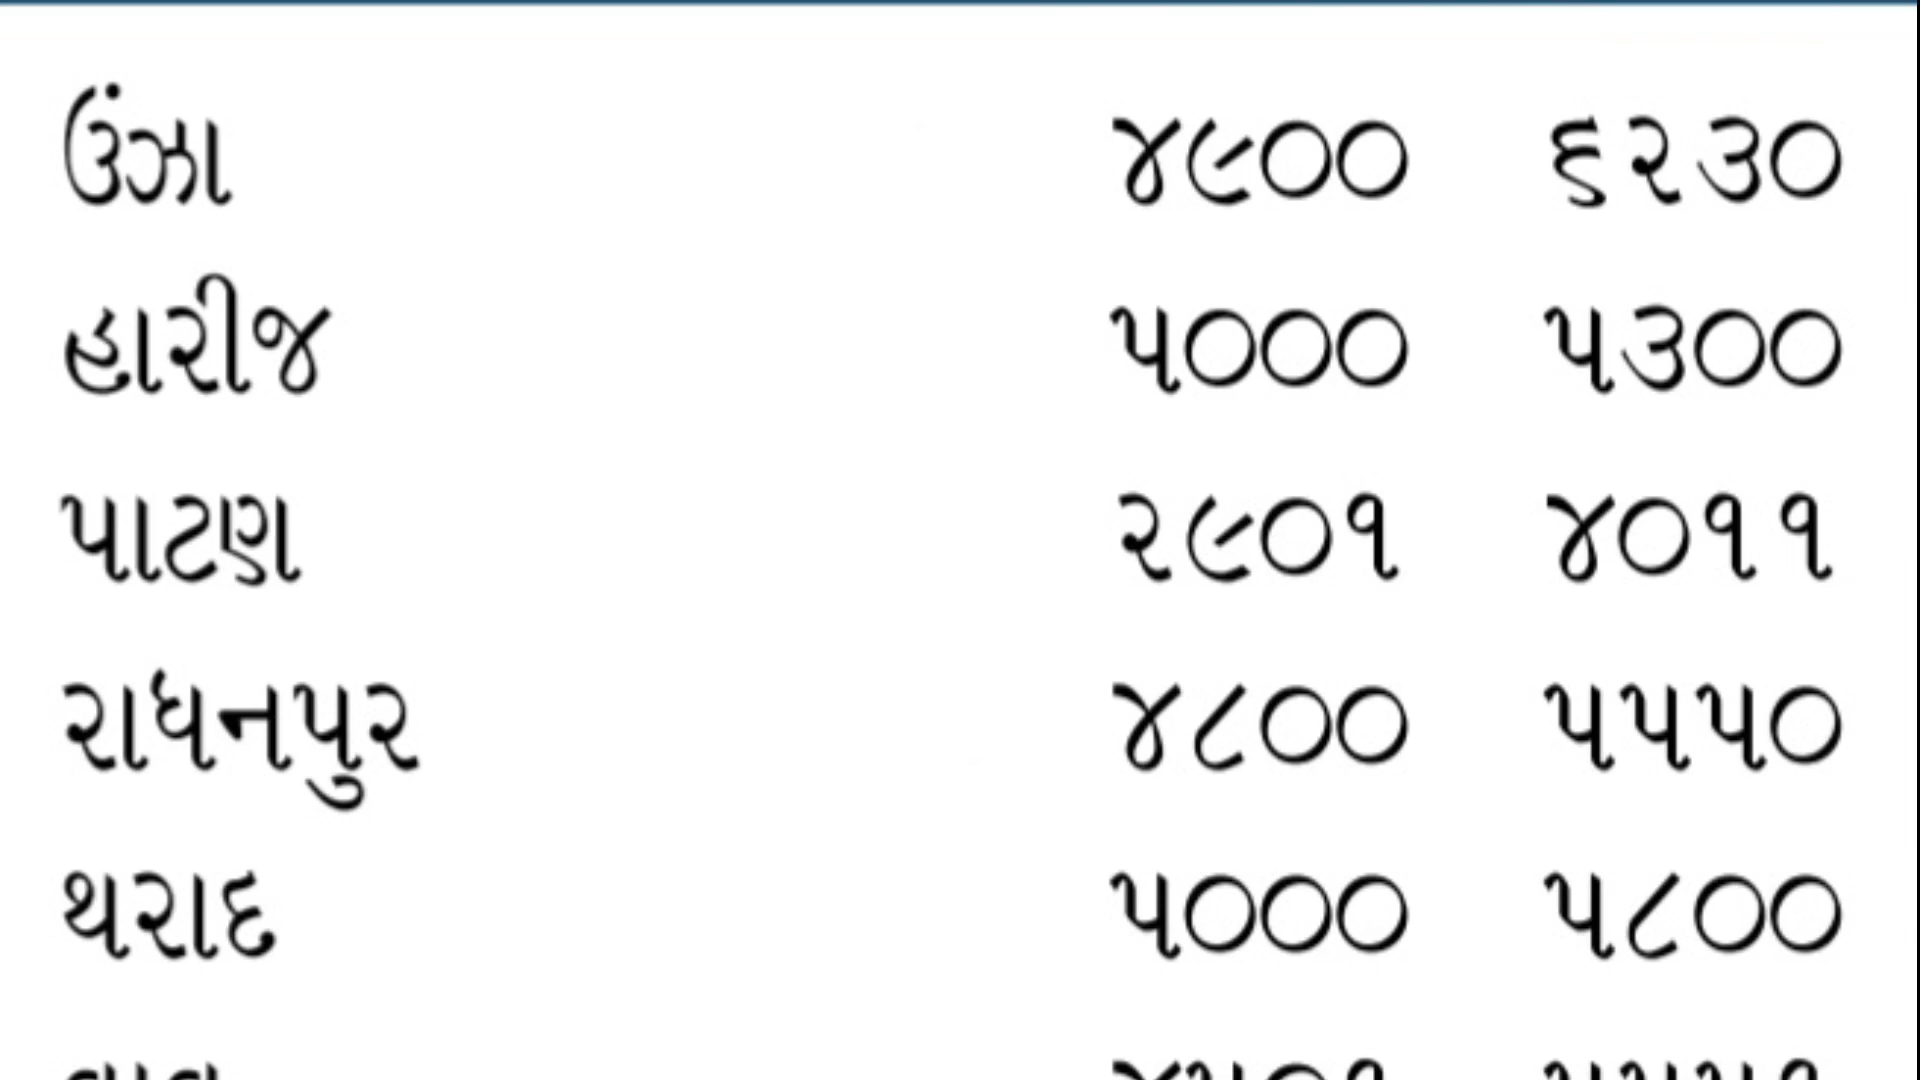 ઉંઝા ૪૯૦૦ ૬૨૩૦
હારીજ ૫૦૦૦ ૫૩૦૦
પાટણ ૨૯૦૧ ૪૦૧૧
રાધનપુર ૪૮૦૦ ૫૫૫૦
થરાદ ૫૦૦૦ ૫૮૦૦